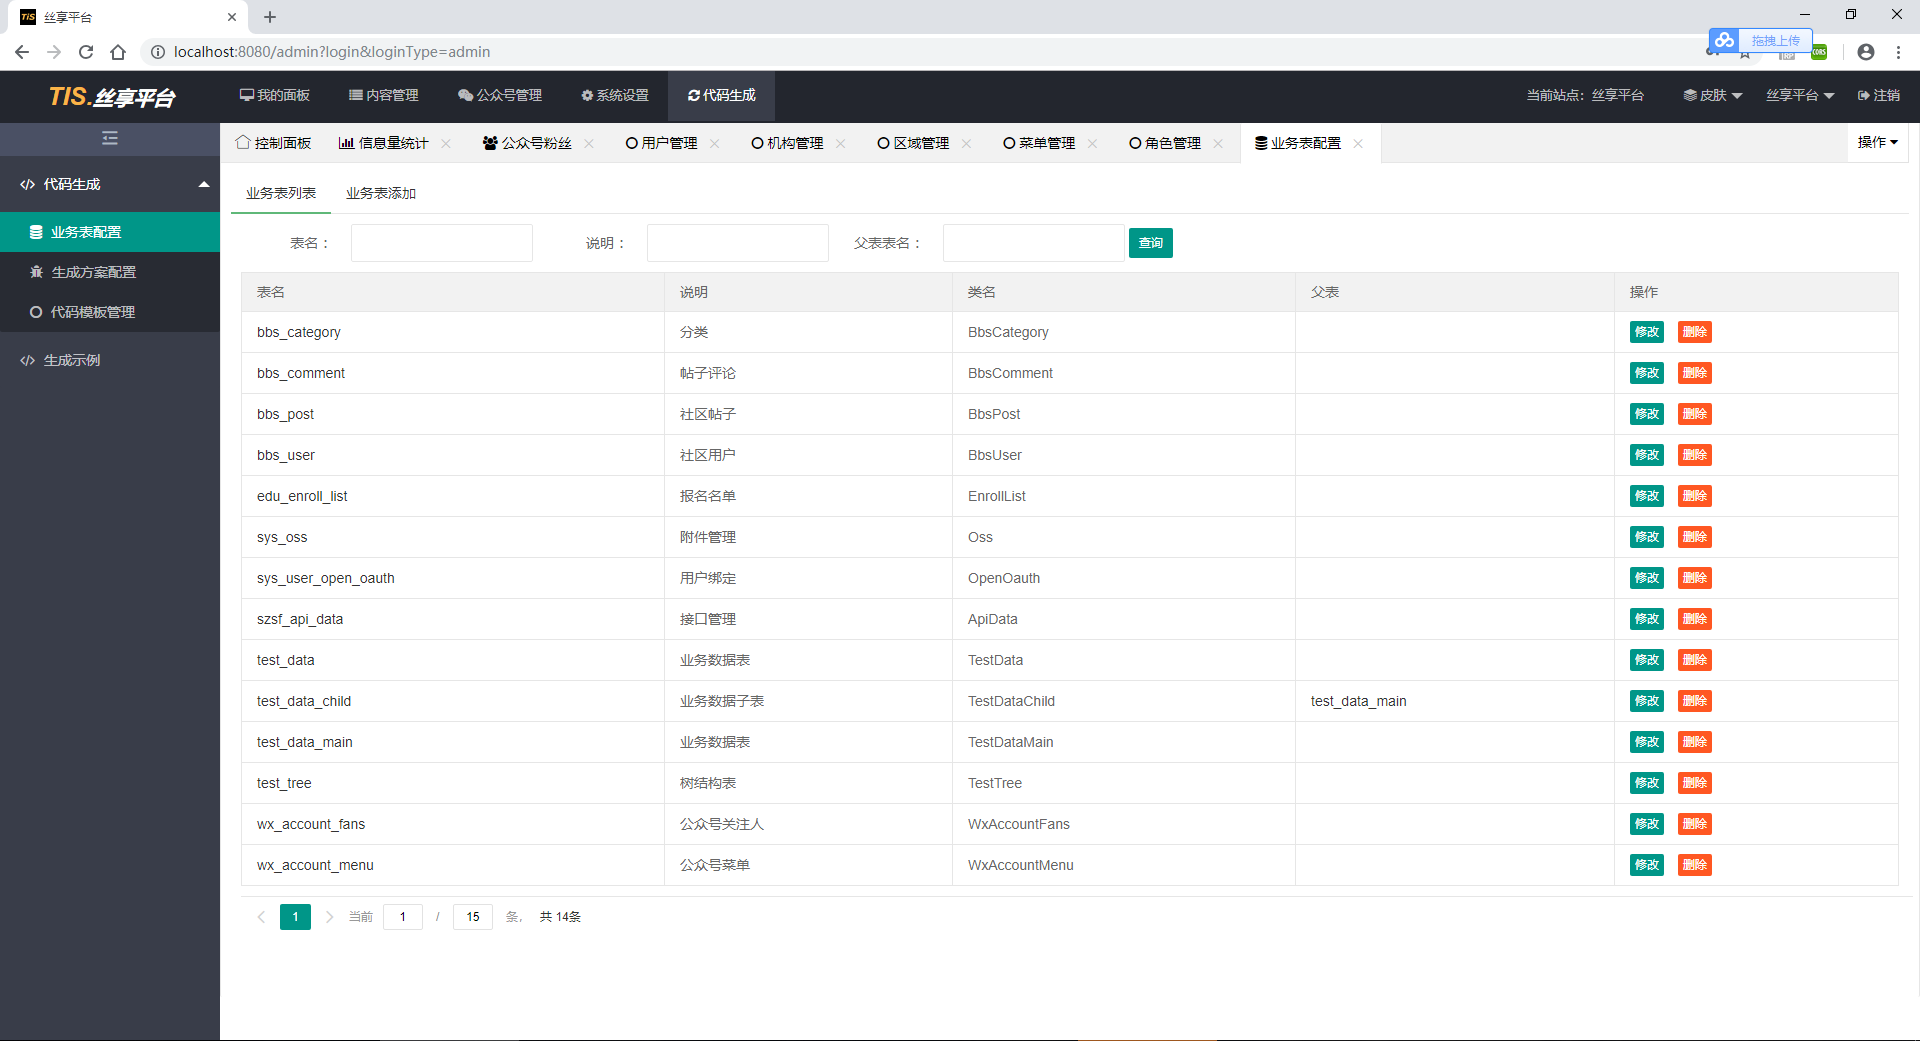 丝享平台
localhost:8080/admin?login&loginType=admin
拖拽上传
CORS
TIS.丝享平台
我的面板 内容管理 公众号管理 系统设置 代码生成
当前站点：丝享平台 皮肤 丝享平台 注销
控制面板 信息量统计 公众号粉丝 用户管理 机构管理 区域管理 菜单管理 角色管理 业务表配置 操作
代码生成
业务表配置
生成方案配置
代码模板管理
生成示例
业务表列表 业务表添加
表名： 说明： 父表表名： 查询
表名 说明 类名 父表 操作
bbs_category 分类 BbsCategory 修改 删除
bbs_comment 帖子评论 BbsComment 修改 删除
bbs_post 社区帖子 BbsPost 修改 删除
bbs_user 社区用户 BbsUser 修改 删除
edu_enroll_list 报名名单 EnrollList 修改 删除
sys_oss 附件管理 Oss 修改 删除
sys_user_open_oauth 用户绑定 OpenOauth 修改 删除
szsf_api_data 接口管理 ApiData 修改 删除
test_data 业务数据表 TestData 修改 删除
test_data_child 业务数据子表 TestDataChild test_data_main 修改 删除
test_data_main 业务数据表 TestDataMain 修改 删除
test_tree 树结构表 TestTree 修改 删除
wx_account_fans 公众号关注人 WxAccountFans 修改 删除
wx_account_menu 公众号菜单 WxAccountMenu 修改 删除
1 当前 1 / 15 条， 共 14条